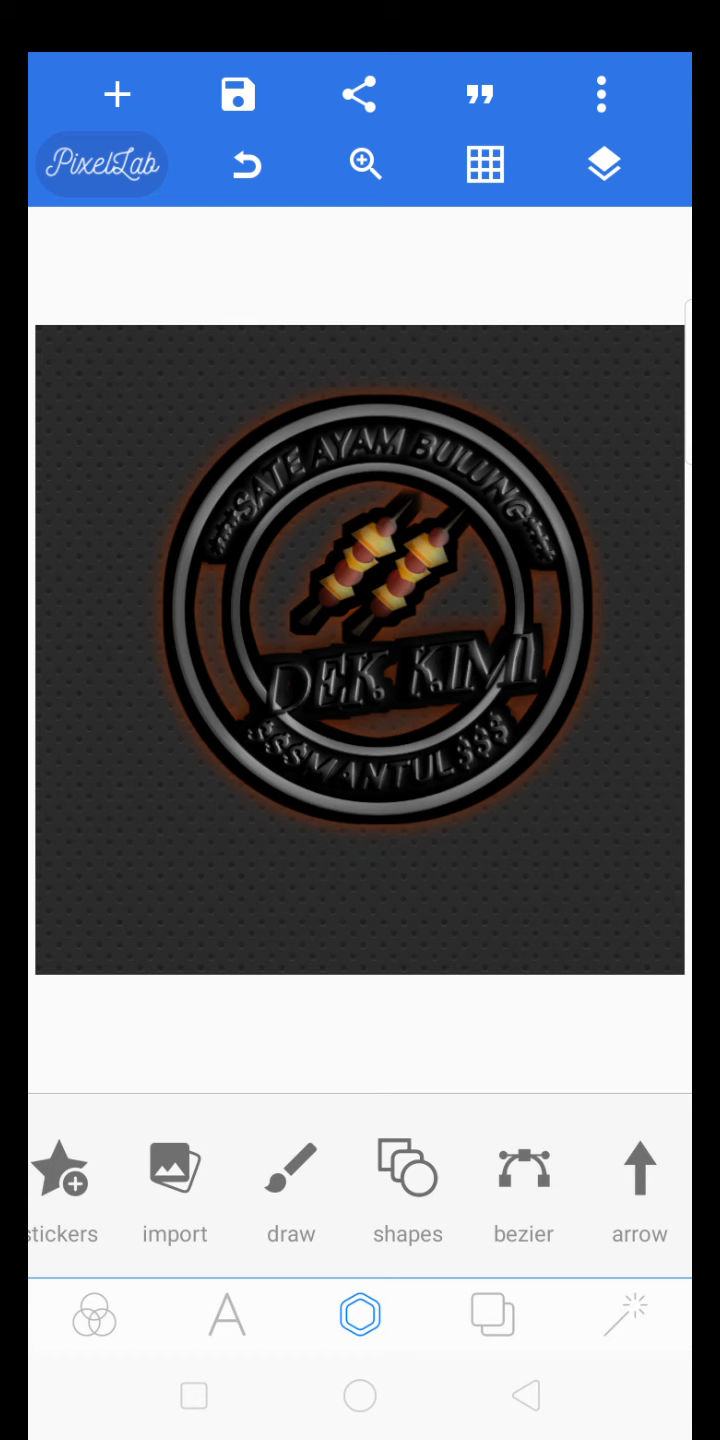 PixelLab
....SATE AYAM BULUNG....
DEK KIMI
$$$MANTUL$$$
stickers
import
draw
shapes
bezier
arrow